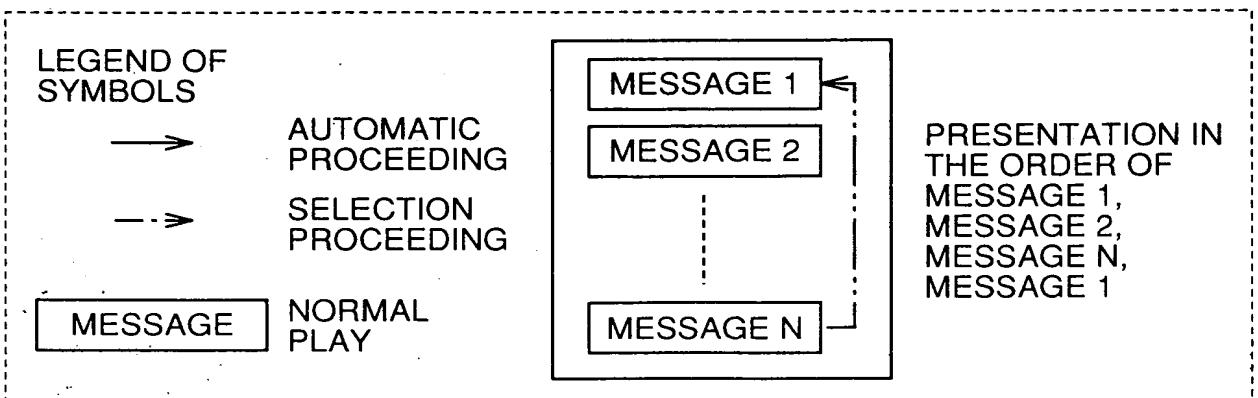 LEGEND OF
SYMBOLS
AUTOMATIC
PROCEEDING
SELECTION
PROCEEDING
MESSAGE
NORMAL
PLAY
MESSAGE 1
MESSAGE 2
MESSAGE N
PRESENTATION IN
THE ORDER OF
MESSAGE 1,
MESSAGE 2,
MESSAGE N,
MESSAGE 1